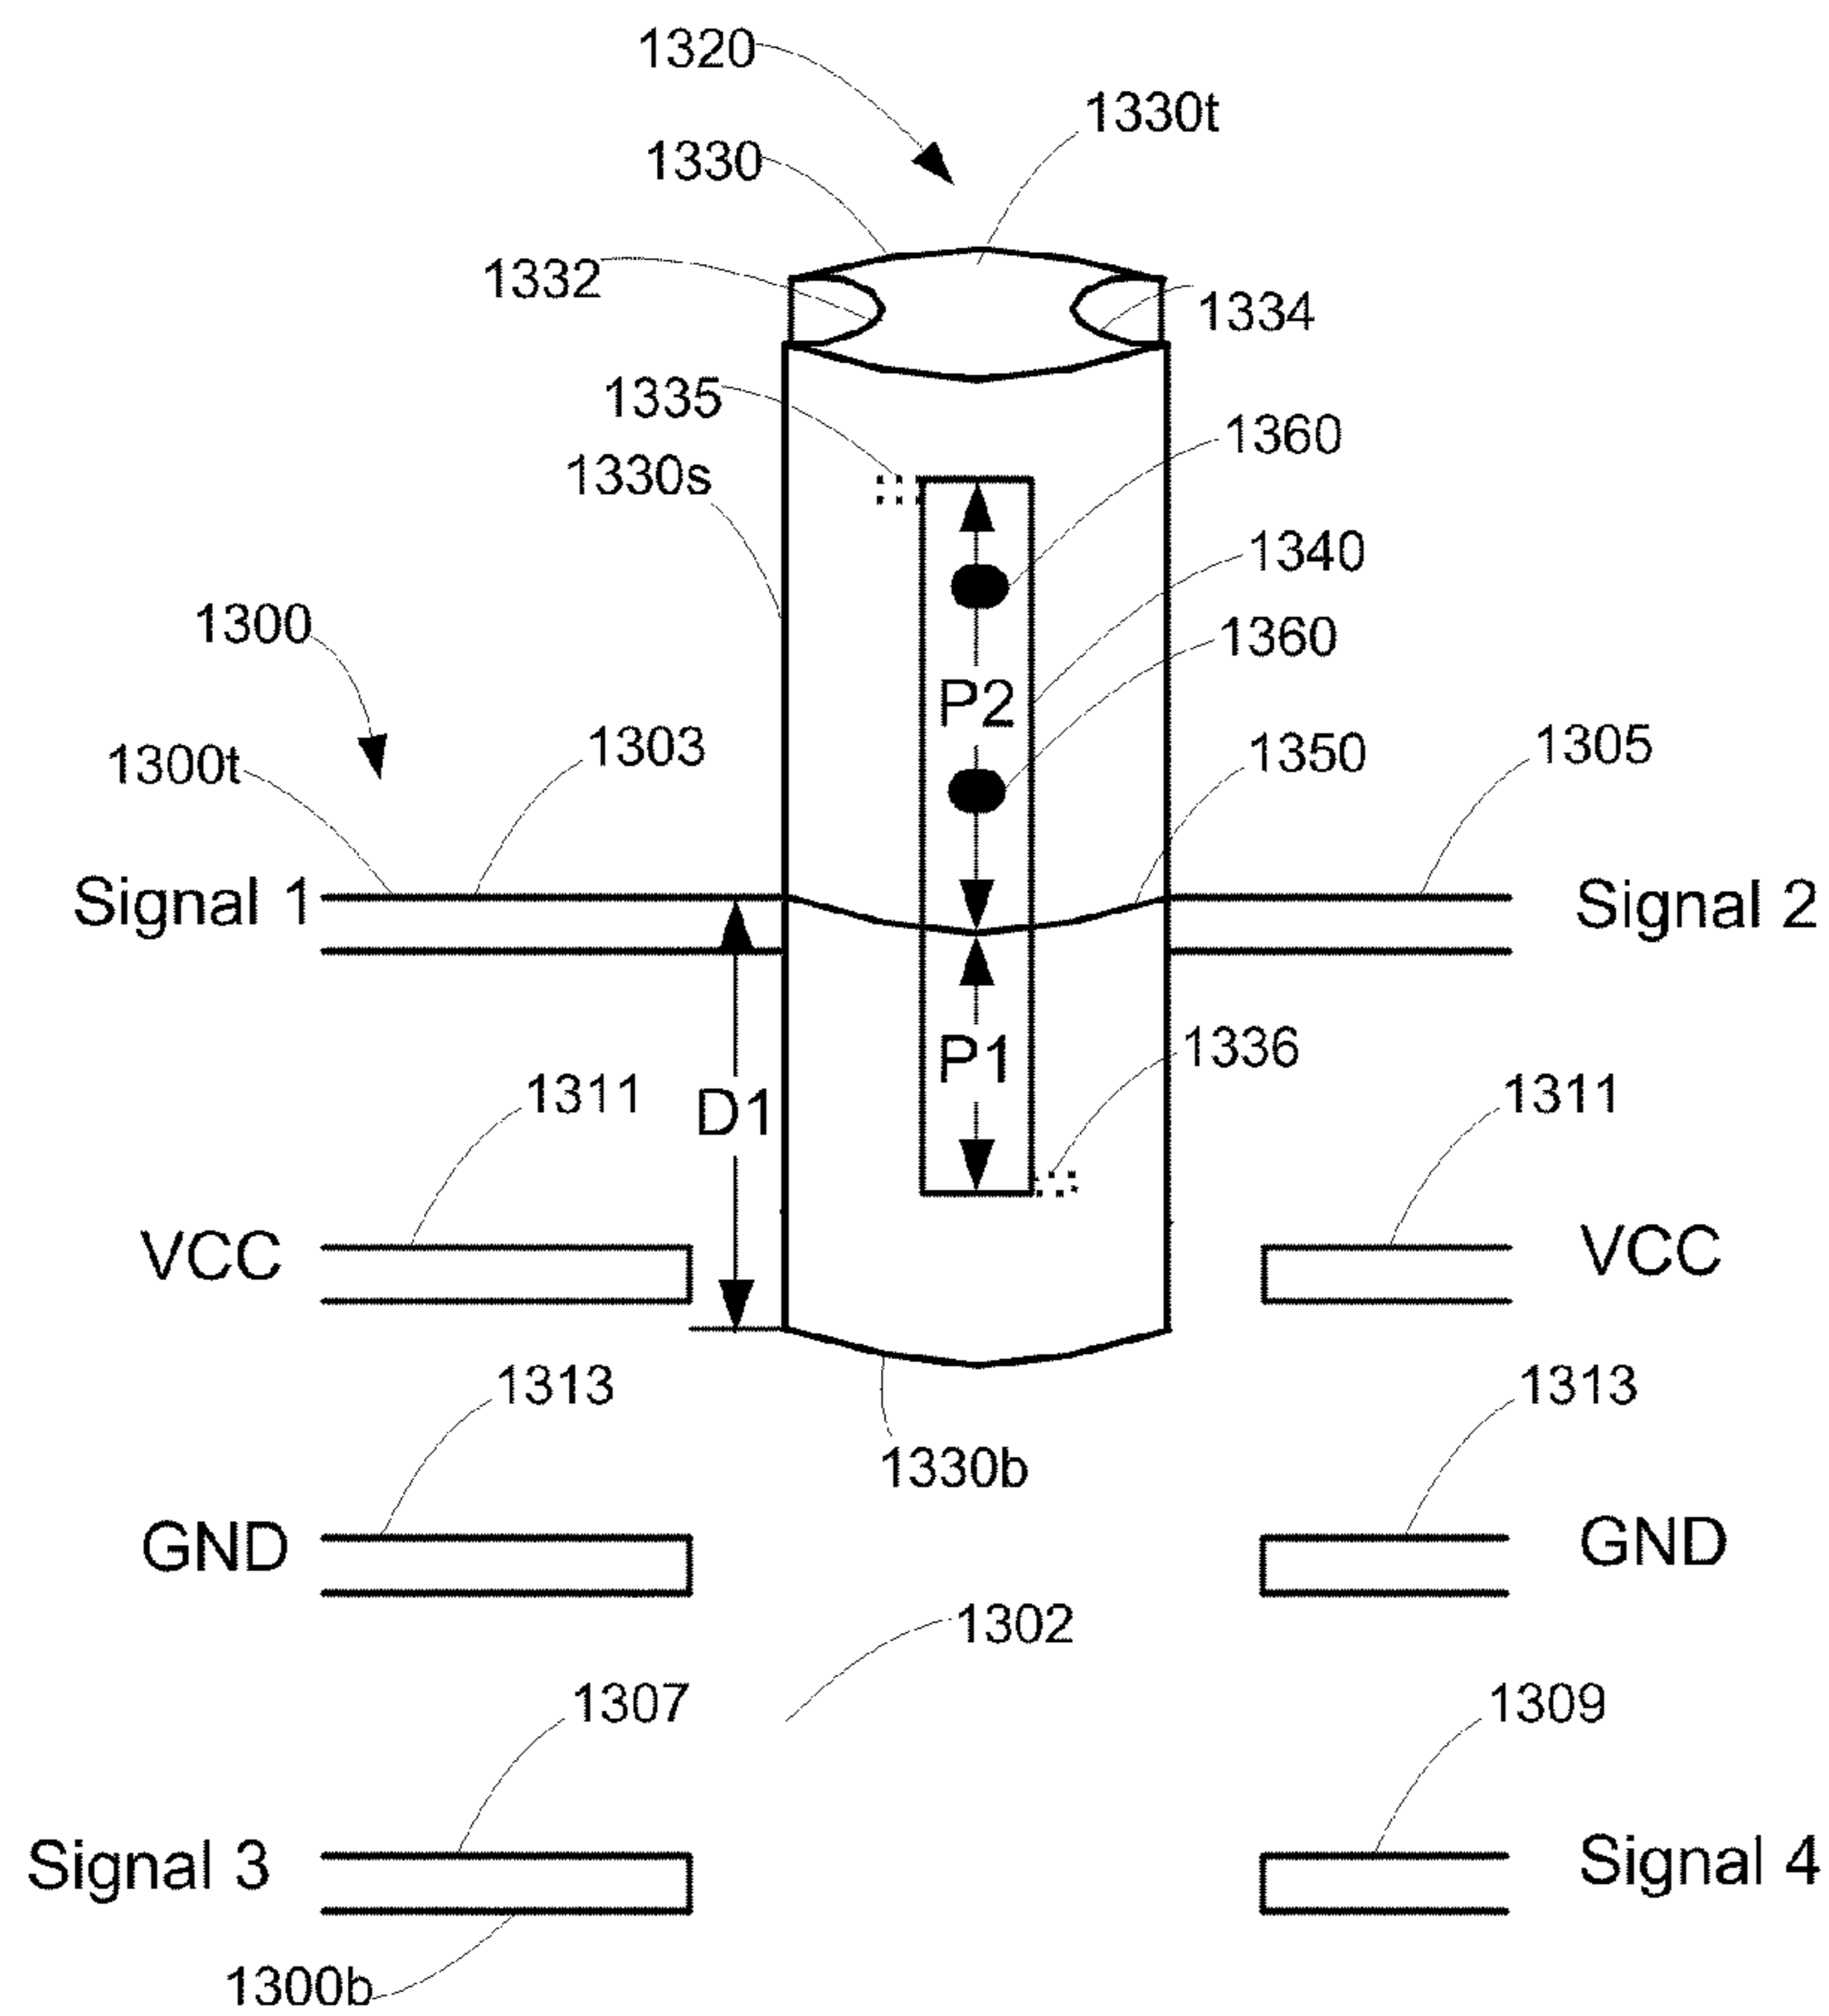 1320
1330t
1330
1332
1334
1335
1360
1330s
1340
1300
1360
P2
1303
1350
1305
1300t
Signal 1
Signal 2
P1
1336
1311
D1
1311
VCC
VCC
1313
1313
1330b
GND
GND
1302
1307
1309
Signal 3
Signal 4
1300b